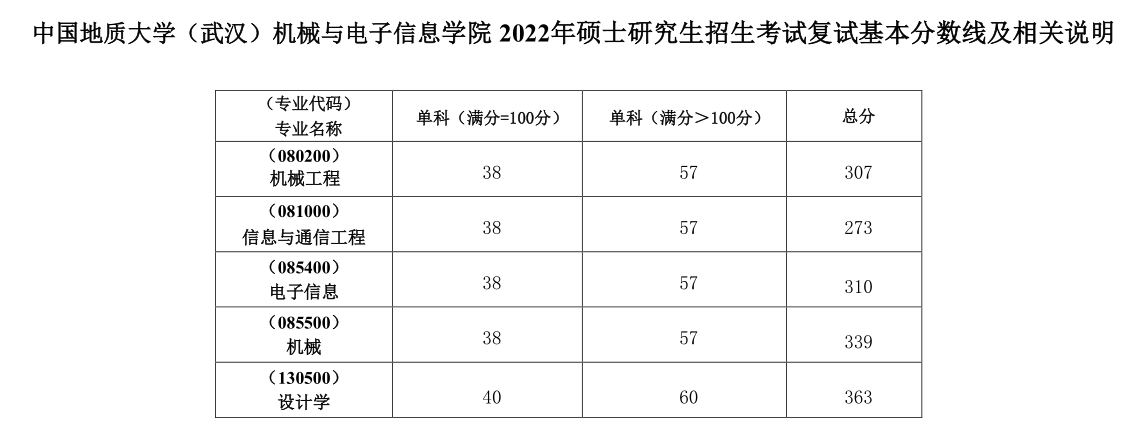 中国地质大学（武汉）机械与电子信息学院 2022年硕士研究生招生考试复试基本分数线及相关说明
（专业代码）
专业名称
单科（满分=100分）
单科（满分＞100分）
总分
（080200）
机械工程
38
57
307
（081000）
信息与通信工程
38
57
273
（085400）
电子信息
38
57
310
（085500）
机械
38
57
339
（130500）
设计学
40
60
363